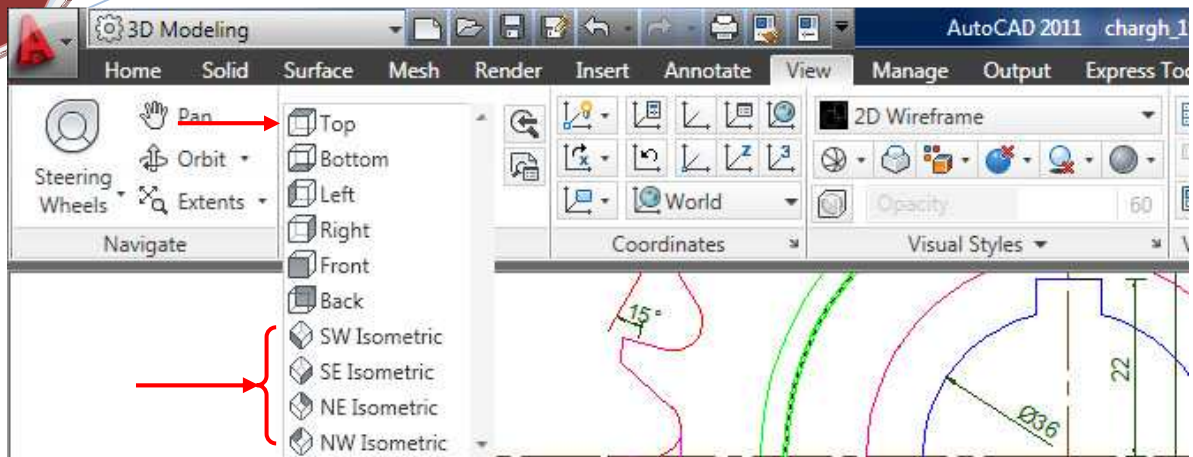 3D Modeling
AutoCAD 2011 chargh_1
Home Solid Surface Mesh Render Insert Annotate View Manage Output Express Too
Steering
Wheels
Pan
Orbit
Extents
Navigate
Top
Bottom
Left
Right
Front
Back
SW Isometric
SE Isometric
NE Isometric
NW Isometric
World
Coordinates
2D Wireframe
Opacity 60
Visual Styles
15°
Ø36
22